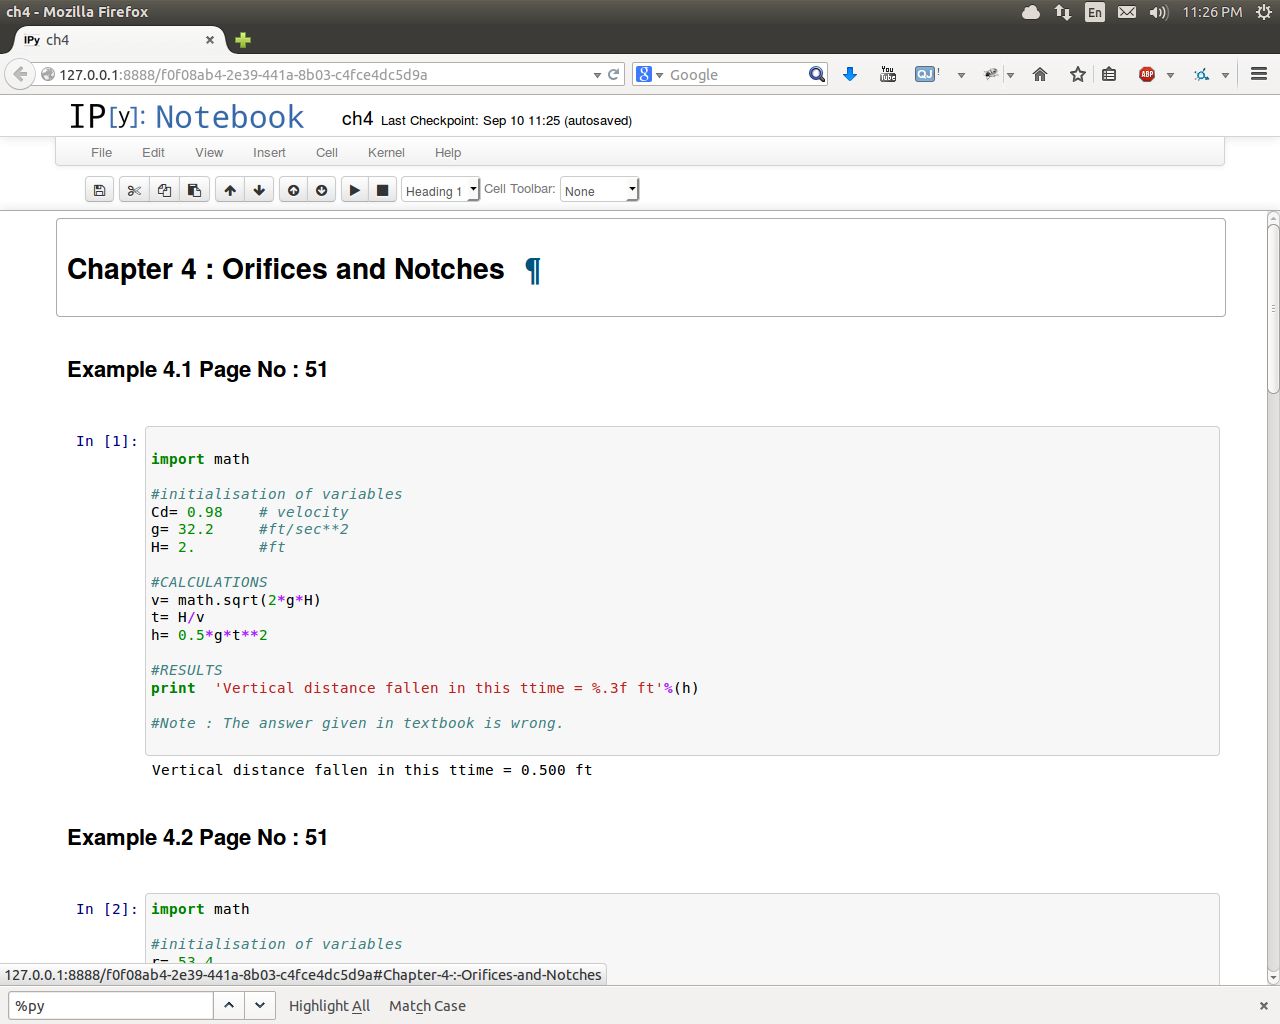 ch4 - Mozilla Firefox
En
11:26 PM
IPy ch4
127.0.0.1:8888/f0f08ab4-2e39-441a-8b03-c4fce4dc5d9a
8 Google
You Tube
QJ !
ABP
IP[y]: Notebook ch4 Last Checkpoint: Sep 10 11:25 (autosaved)
File Edit View Insert Cell Kernel Help
Heading 1 Cell Toolbar: None
Chapter 4 : Orifices and Notches ¶
Example 4.1 Page No : 51
In [1]:
import math
#initialisation of variables
Cd= 0.98    # velocity
g= 32.2     #ft/sec**2
H= 2.       #ft
#CALCULATIONS
v= math.sqrt(2*g*H)
t= H/v
h= 0.5*g*t**2
#RESULTS
print  'Vertical distance fallen in this ttime = %.3f ft'%(h)
#Note : The answer given in textbook is wrong.
Vertical distance fallen in this ttime = 0.500 ft
Example 4.2 Page No : 51
In [2]: import math
#initialisation of variables
r= 53.4
127.0.0.1:8888/f0f08ab4-2e39-441a-8b03-c4fce4dc5d9a#Chapter-4-:-Orifices-and-Notches
%py Highlight All Match Case